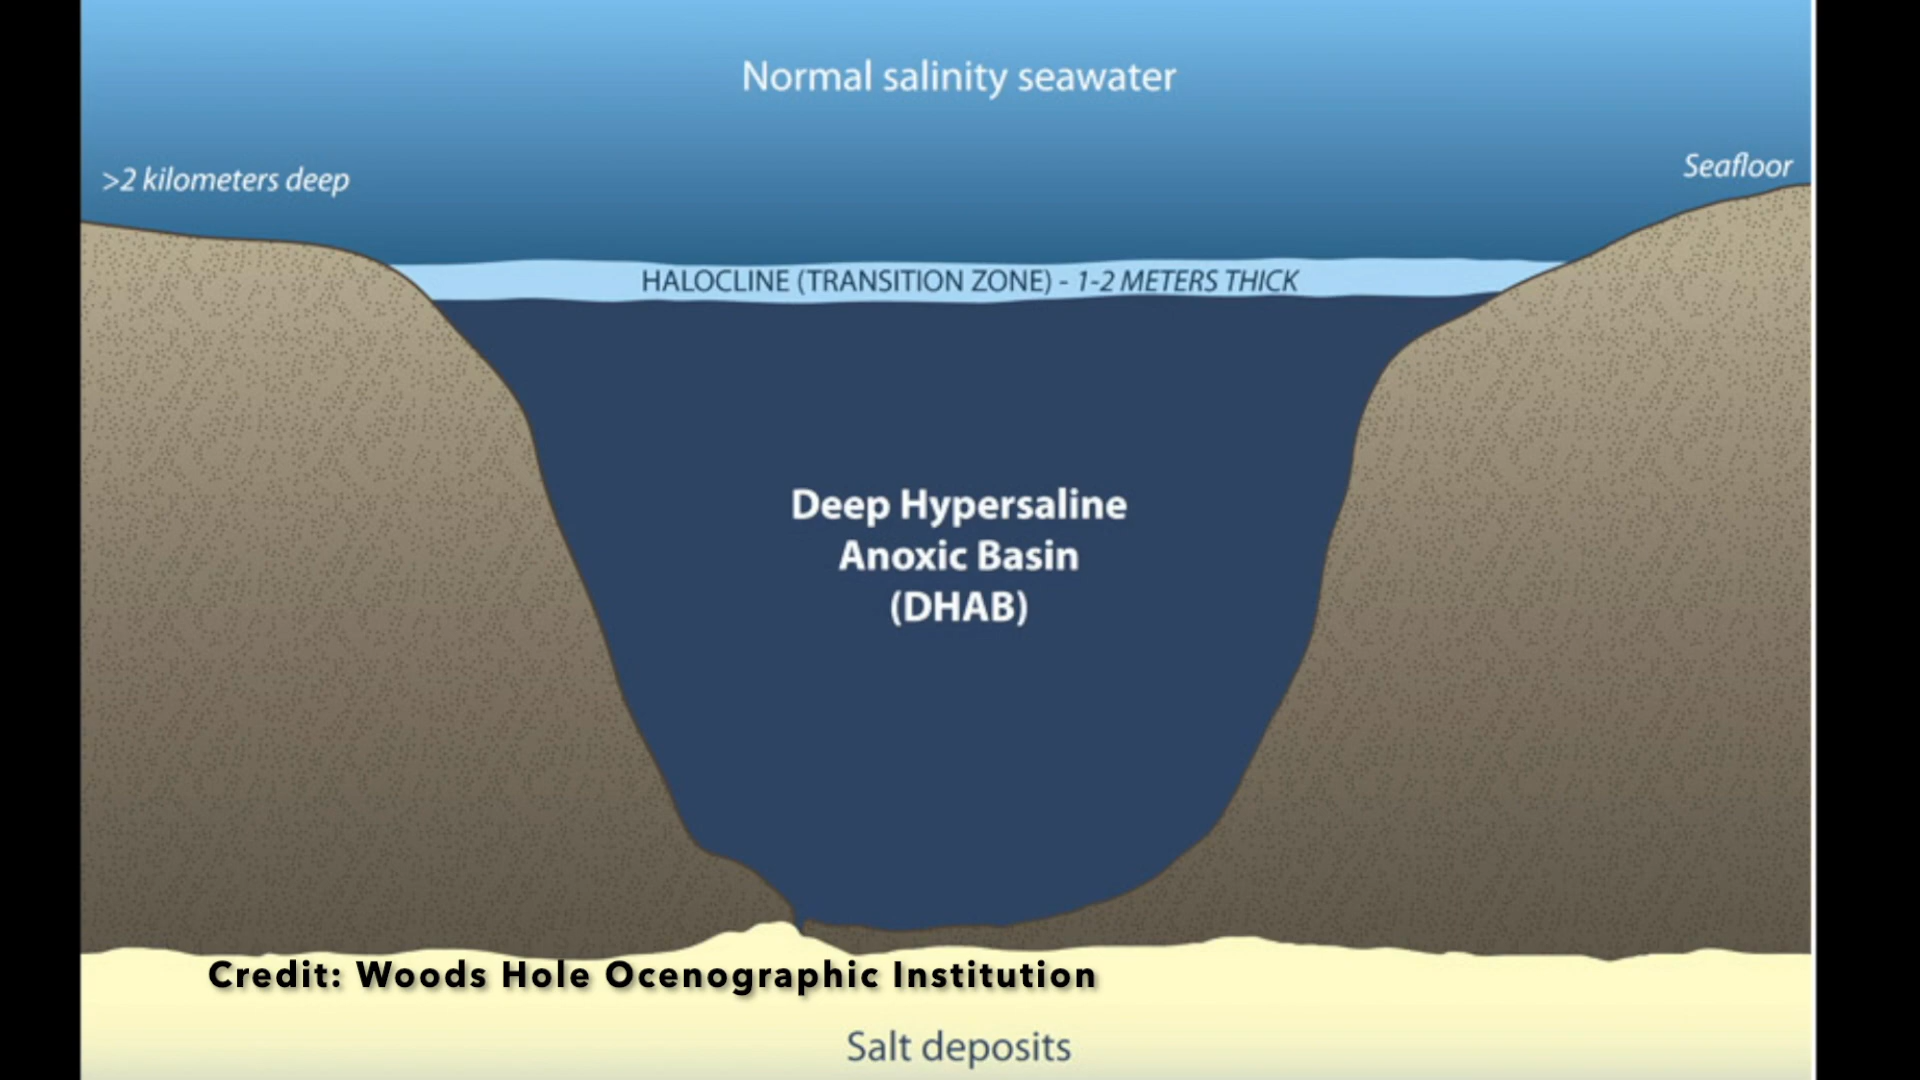 Normal salinity seawater
>2 kilometers deep
Seafloor
HALOCLINE (TRANSITION ZONE) - 1-2 METERS THICK
Deep Hypersaline
Anoxic Basin
(DHAB)
Credit: Woods Hole Ocenographic Institution
Salt deposits